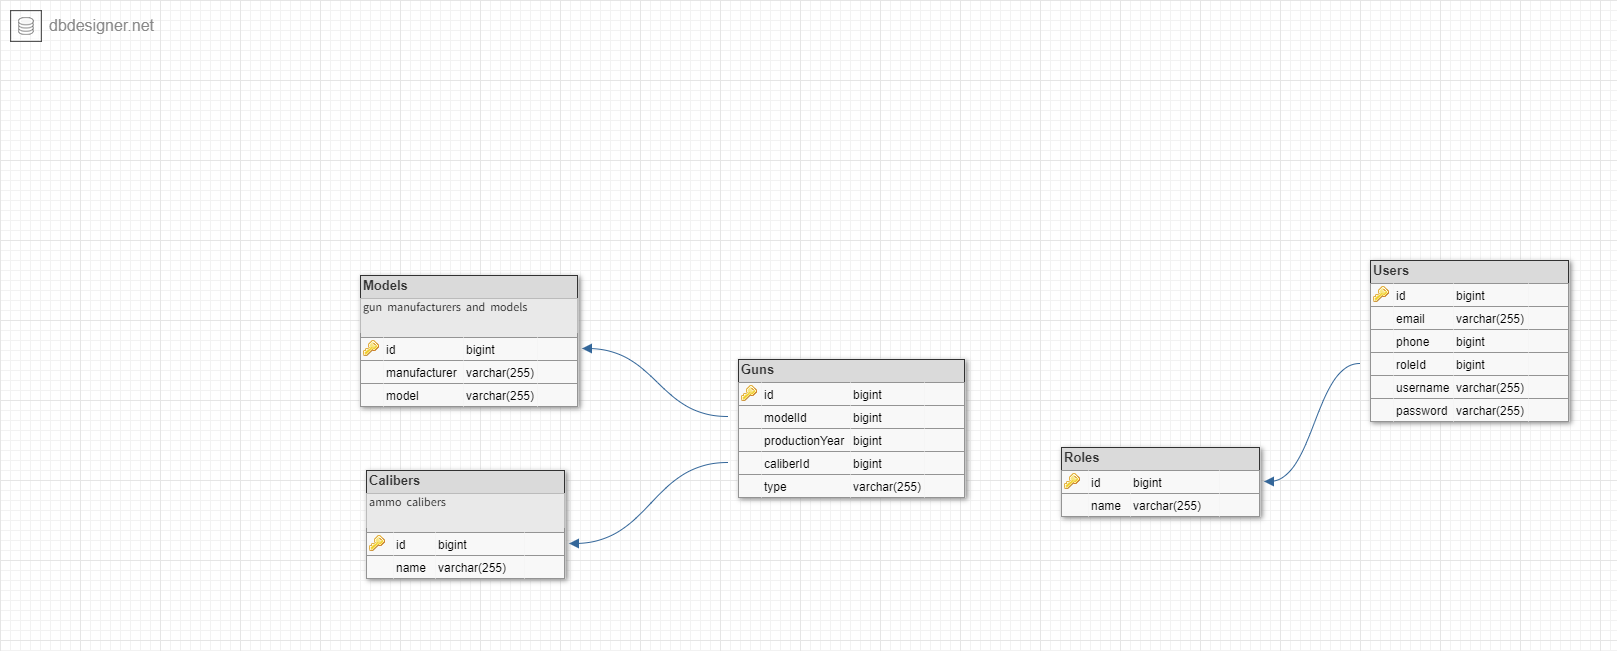 dbdesigner.net
Models
gun manufacturers and models
id bigint
manufacturer varchar(255)
model varchar(255)
Calibers
ammo calibers
id bigint
name varchar(255)
Guns
id bigint
modelId bigint
productionYear bigint
caliberId bigint
type varchar(255)
Roles
id bigint
name varchar(255)
Users
id bigint
email varchar(255)
phone bigint
roleId bigint
username varchar(255)
password varchar(255)